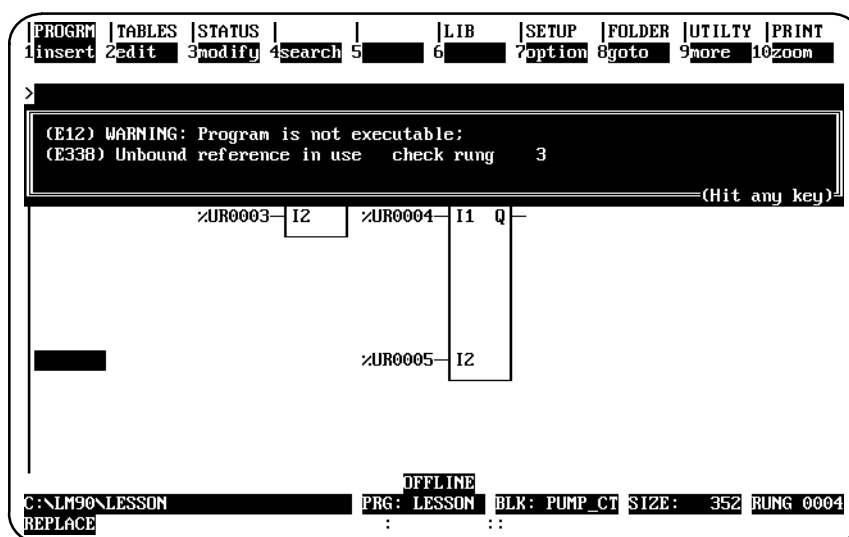 |PROGRM |TABLES |STATUS | | |LIB |SETUP |FOLDER |UTILTY |PRINT
1insert 2edit 3modify 4search 5 6 7option 8goto 9more 10zoom
>
(E12) WARNING: Program is not executable;
(E338) Unbound reference in use check rung 3
(Hit any key)
%UR0003 I2 %UR0004 I1 Q
%UR0005 I2
OFFLINE
C:\LM90\LESSON PRG: LESSON BLK: PUMP_CT SIZE: 352 RUNG 0004
REPLACE : ::